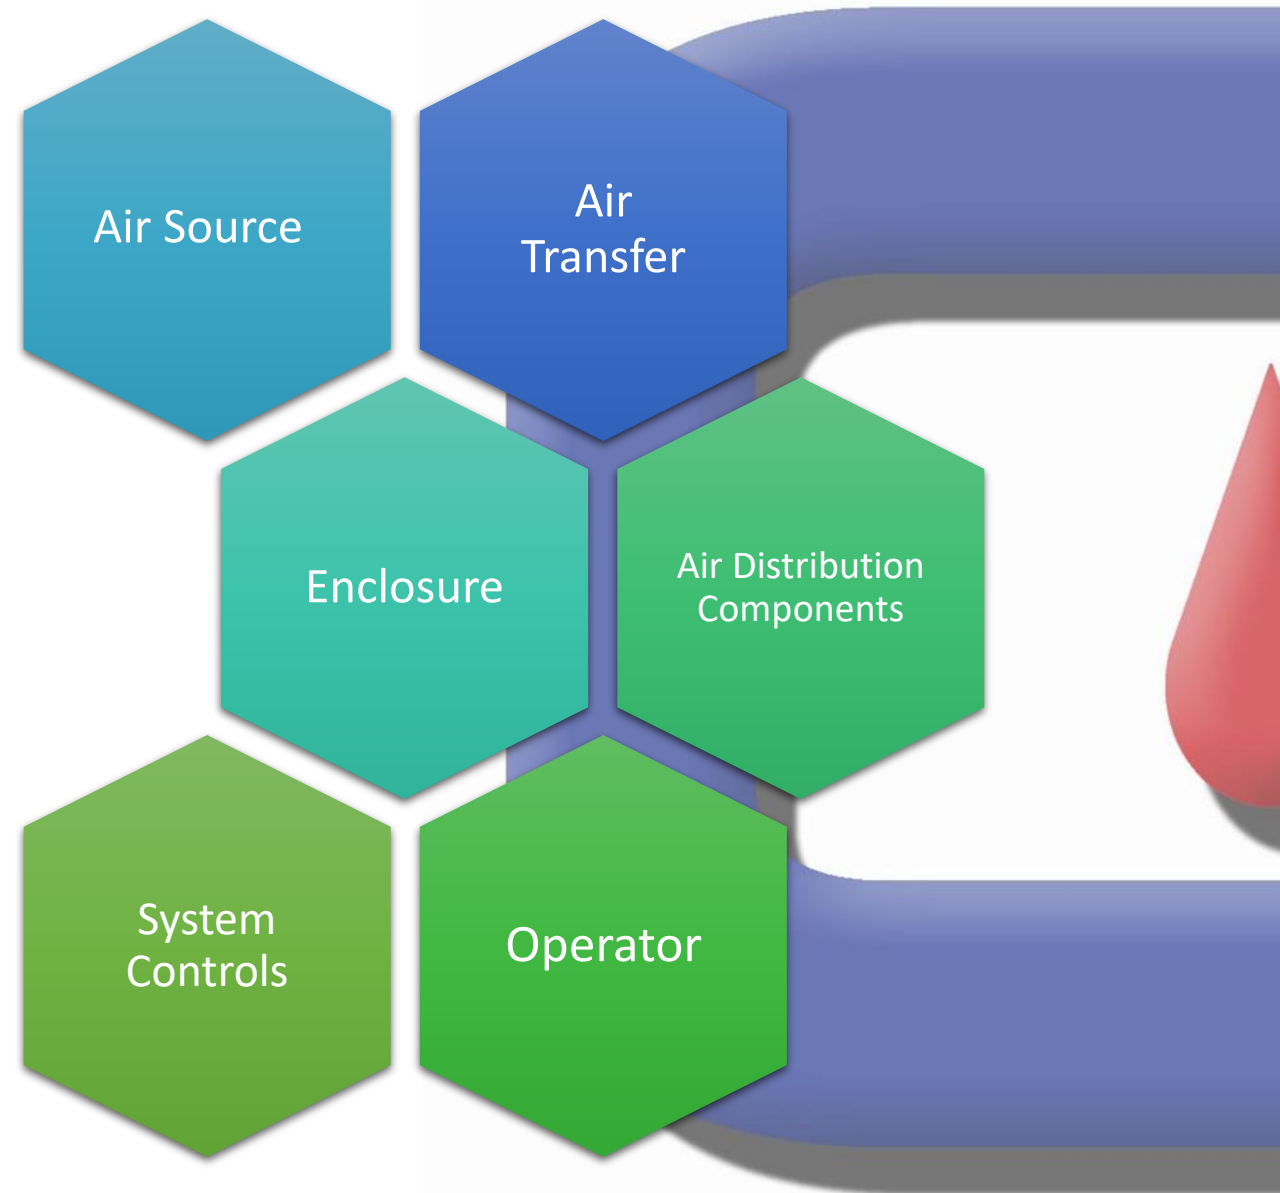 Air Source
Air
Transfer
Enclosure
Air Distribution
Components
System
Controls
Operator